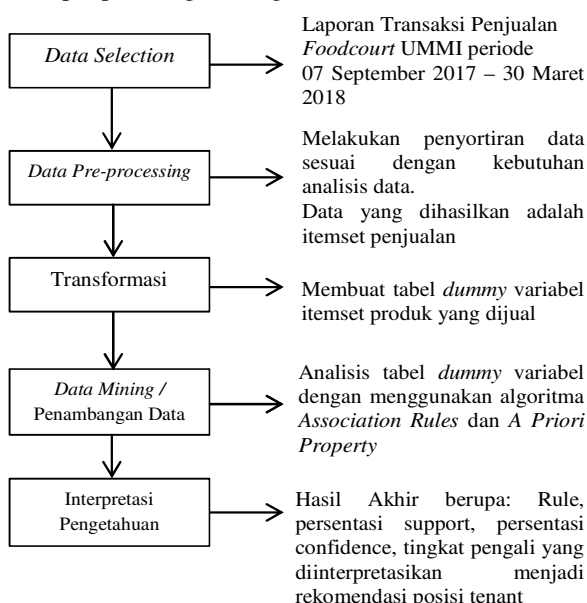 Data Selection
Laporan Transaksi Penjualan
Foodcourt UMMI periode
07 September 2017 – 30 Maret
2018
Data Pre-processing
Melakukan penyortiran data
sesuai dengan kebutuhan
analisis data.
Data yang dihasilkan adalah
itemset penjualan
Transformasi
Membuat tabel dummy variabel
itemset produk yang dijual
Data Mining /
Penambangan Data
Analisis tabel dummy variabel
dengan menggunakan algoritma
Association Rules dan A Priori
Property
Interpretasi
Pengetahuan
Hasil Akhir berupa: Rule,
persentasi support, persentasi
confidence, tingkat pengali yang
diinterpretasikan menjadi
rekomendasi posisi tenant